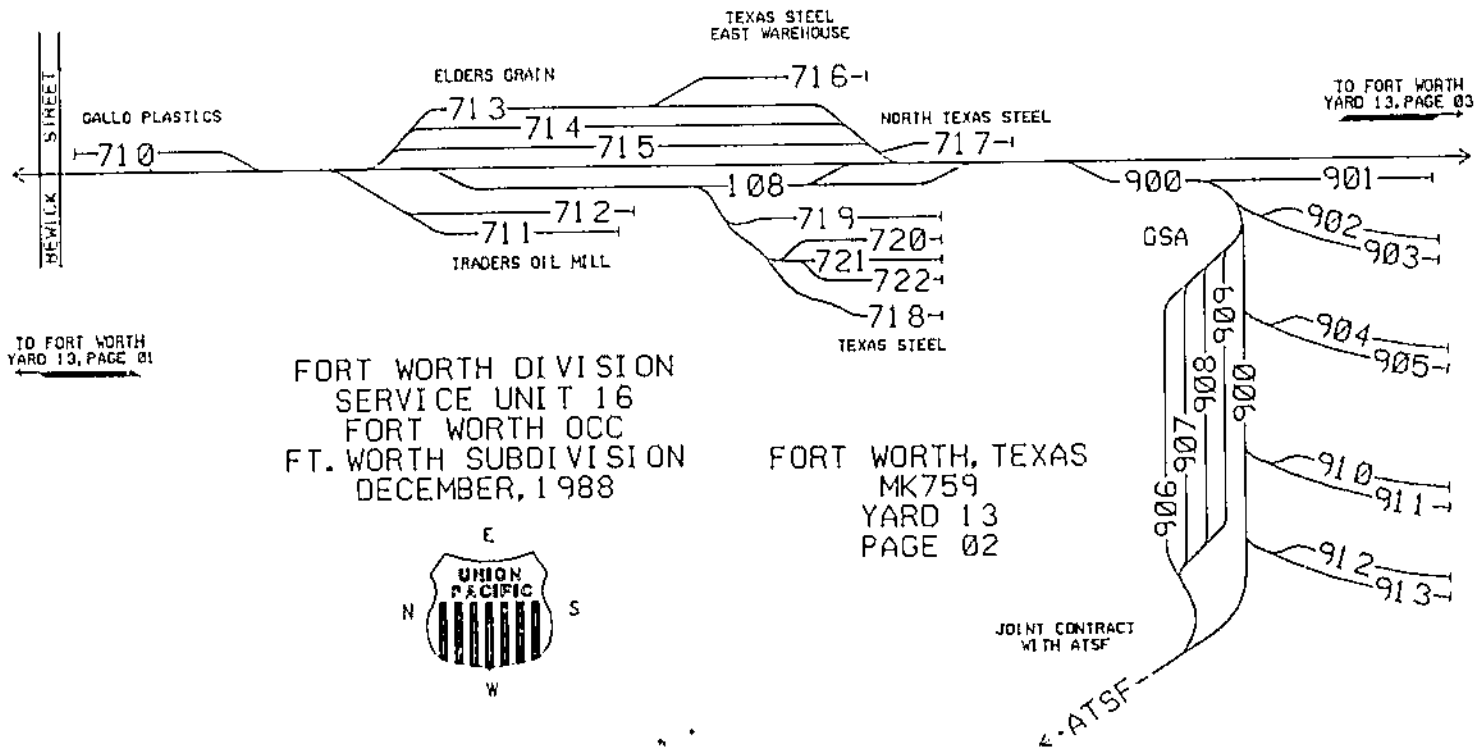 TEXAS STEEL
EAST WAREHOUSE
716
ELDERS GRAIN
713
714
715
TO FORT WORTH
YARD 13, PAGE 03
HEWICK STREET
GALLO PLASTICS
710
NORTH TEXAS STEEL
717
108
900
901
712
711
TRADERS OIL MILL
719
720
721
722
718
TEXAS STEEL
GSA
902
903
904
905
906
907
908
909
900
910
911
912
913
TO FORT WORTH
YARD 13, PAGE 01
FORT WORTH DIVISION
SERVICE UNIT 16
FORT WORTH OCC
FT. WORTH SUBDIVISION
DECEMBER, 1988
FORT WORTH, TEXAS
MK759
YARD 13
PAGE 02
E
UNION
PACIFIC
N
S
W
JOINT CONTRACT
WITH ATSF
ATSF